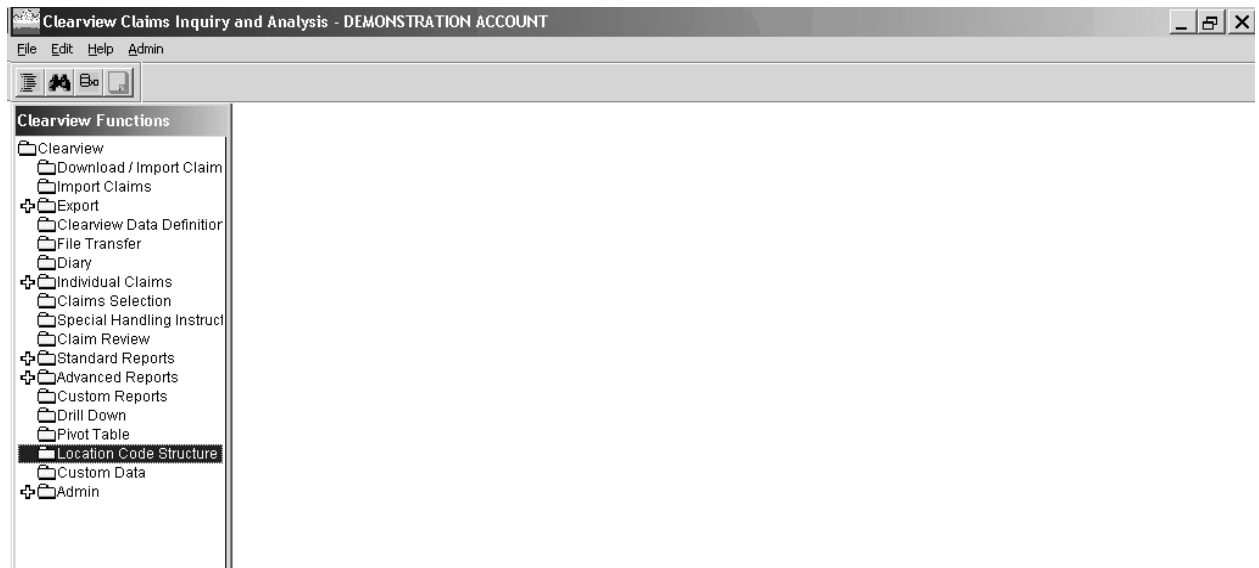 Clearview Claims Inquiry and Analysis - DEMONSTRATION ACCOUNT
File Edit Help Admin
Clearview Functions
Clearview
Download / Import Claim
Import Claims
Export
Clearview Data Definition
File Transfer
Diary
Individual Claims
Claims Selection
Special Handling Instruct
Claim Review
Standard Reports
Advanced Reports
Custom Reports
Drill Down
Pivot Table
Location Code Structure
Custom Data
Admin